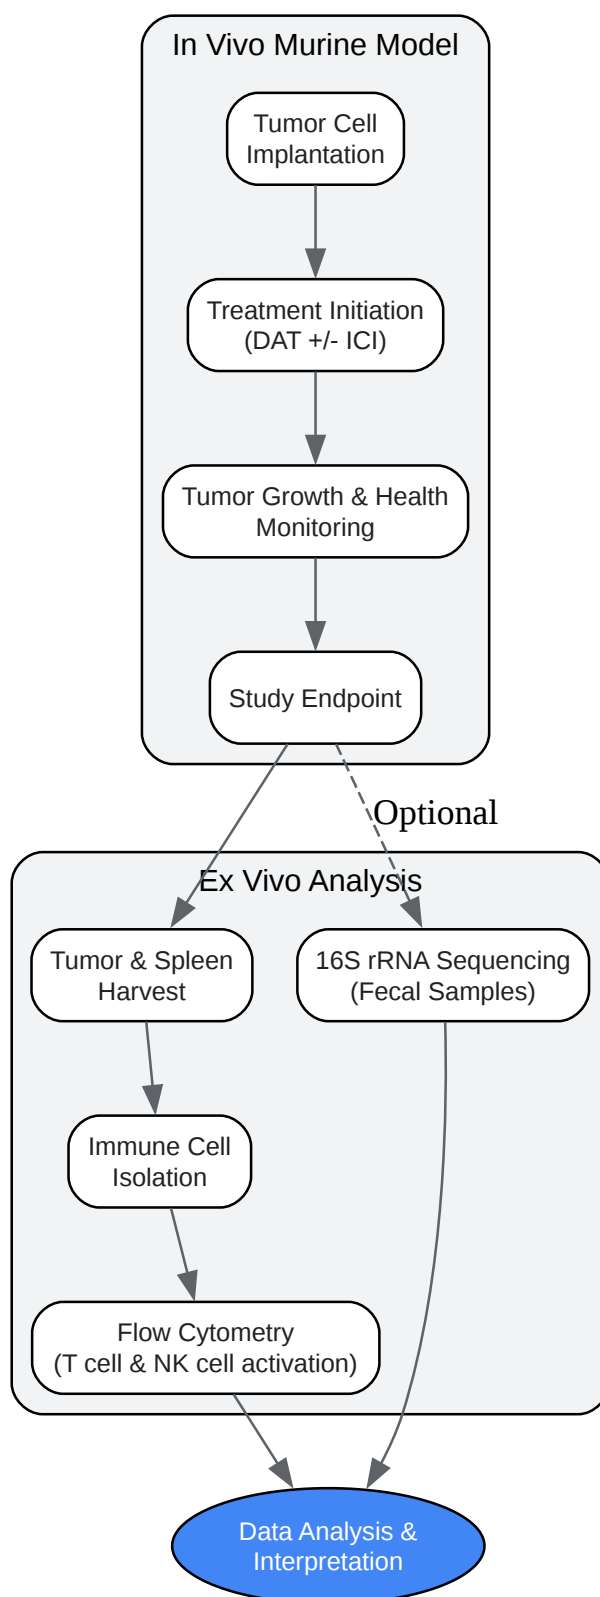 In Vivo Murine Model
Tumor Cell
Implantation
Treatment Initiation
(DAT +/- ICI)
Tumor Growth & Health
Monitoring
Study Endpoint
Optional
Ex Vivo Analysis
Tumor & Spleen
Harvest
16S rRNA Sequencing
(Fecal Samples)
Immune Cell
Isolation
Flow Cytometry
(T cell & NK cell activation)
Data Analysis &
Interpretation